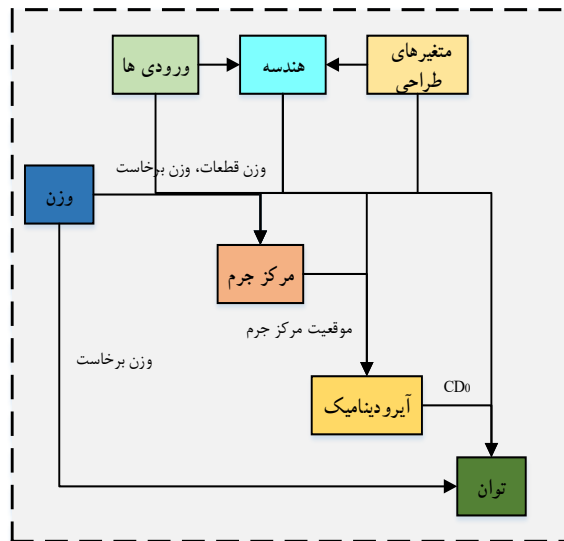 ورودی ها
هندسه
متغیرهای
طراحی
وزن قطعات، وزن برخاست
وزن
مرکز جرم
موقعیت مرکز جرم
وزن برخاست
آیرودینامیک
CD0
توان